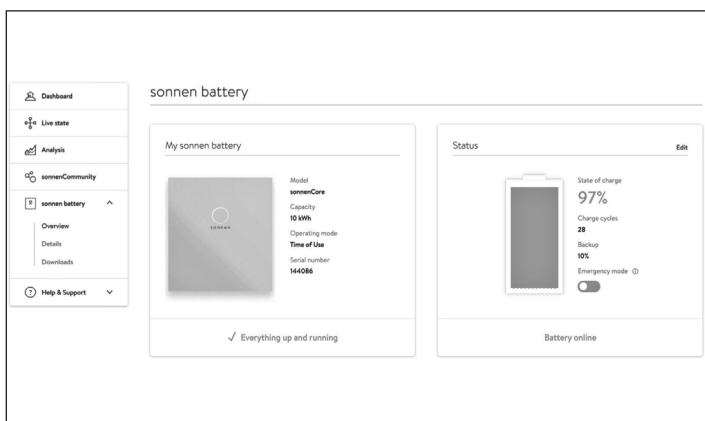 sonnen battery
Dashboard
Live state
Analysis
sonnenCommunity
sonnen battery
Overview
Details
Downloads
Help & Support
My sonnen battery
sonnen
Model
sonnenCore
Capacity
10 kWh
Operating mode
Time of Use
Serial number
144086
✓ Everything up and running
Status
Edit
State of charge
97%
Charge cycles
28
Backup
10%
Emergency mode
Battery online